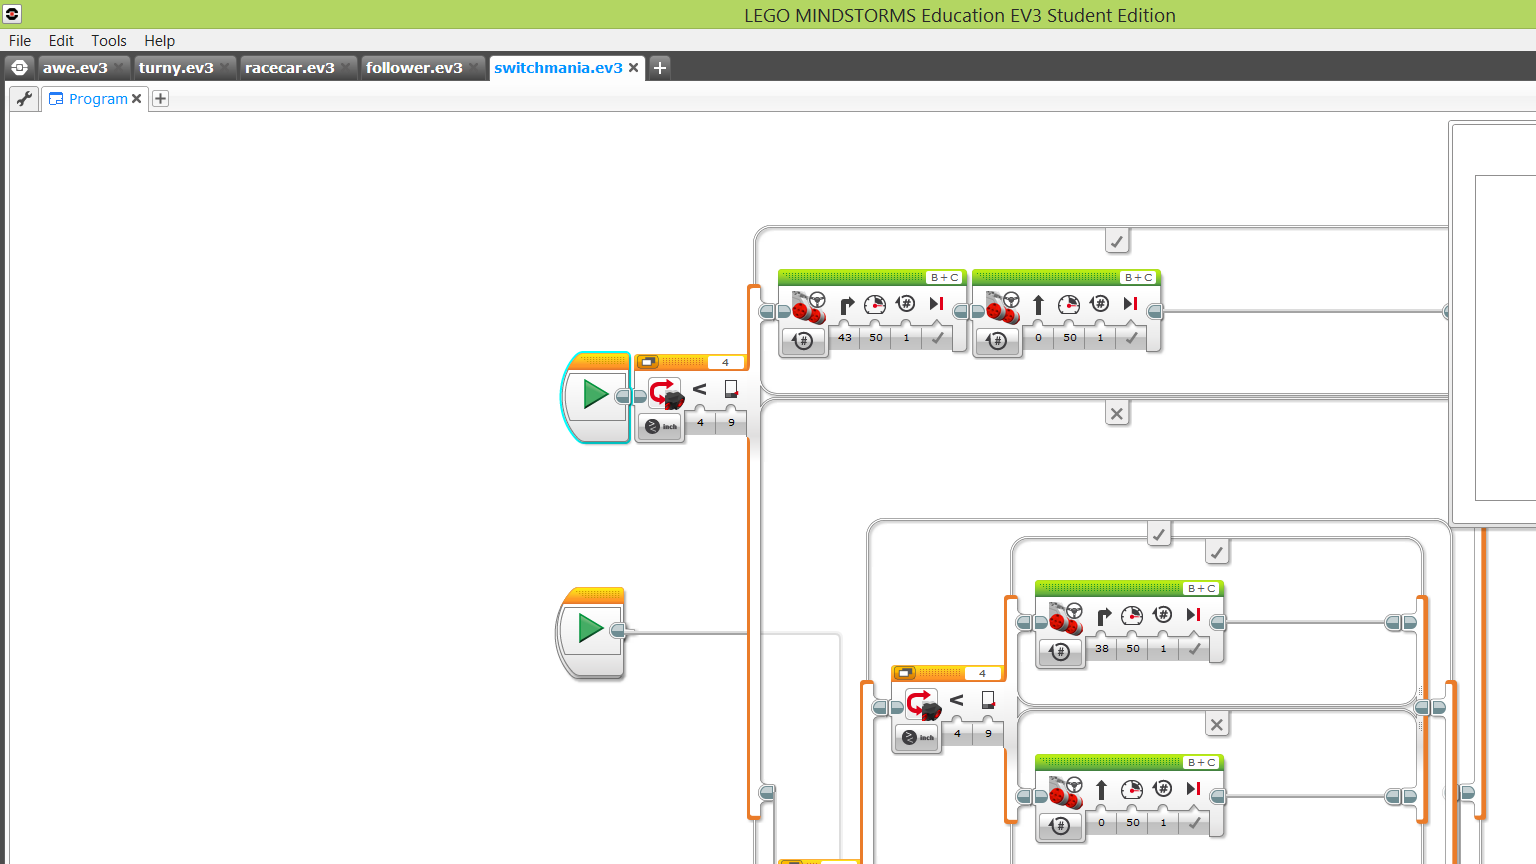 LEGO MINDSTORMS Education EV3 Student Edition
File Edit Tools Help
awe.ev3 turny.ev3 racecar.ev3 follower.ev3 switchmania.ev3
Program
B+C B+C
# #
# #
43 50 1 0 50 1
4
<
inch 4 9
B+C
#
# 38 50 1
4
<
inch 4 9
B+C
#
# 0 50 1